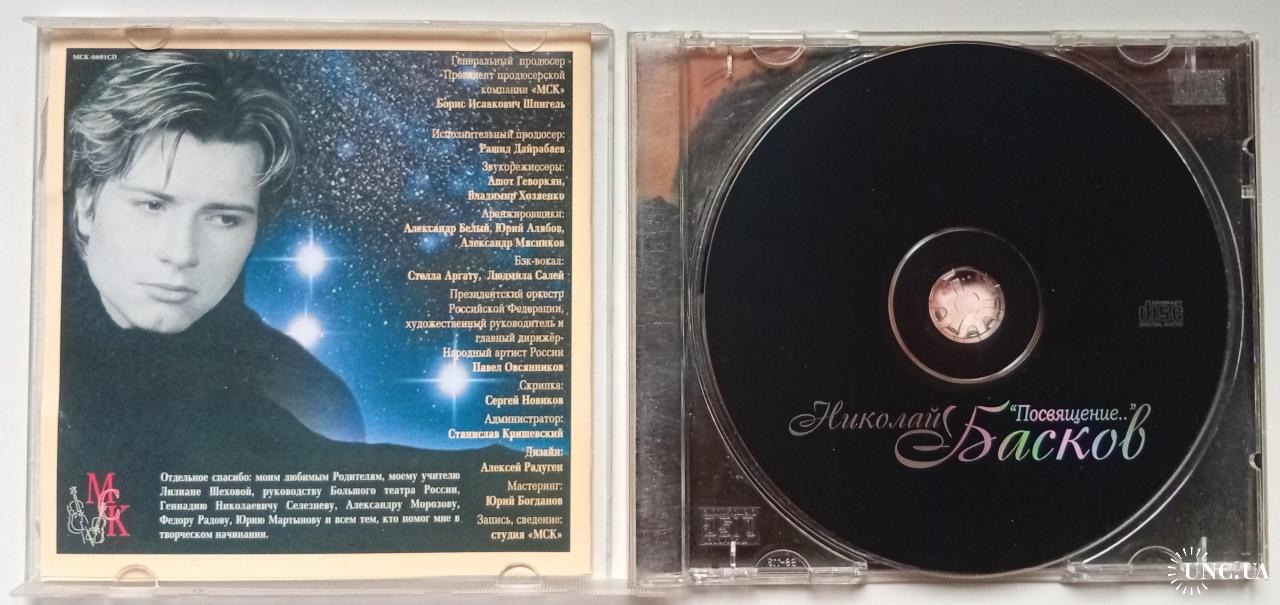 МСК-0001CD
Генеральный продюсер
Президент продюсерской
компании «МСК»
Борис Исаакович Шпигель
Исполнительный продюсер:
Рашид Дайрабаев
Звукорежиссеры:
Ашот Геворкян,
Владимир Хозяенко
Аранжировщики:
Александр Белый, Юрий Алябов,
Александр Мясников
Бэк-вокал:
Стелла Аргату, Людмила Салей
Президентский оркестр
Российской Федерации,
художественный руководитель и
главный дирижёр-
Народный артист России
Павел Овсянников
Скрипка:
Сергей Новиков
Администратор:
Станислав Кришевский
Дизайн:
Алексей Радуген
Мастеринг:
Юрий Богданов
Запись, сведение:
студия «МСК»
МСК
Отдельное спасибо: моим любимым Родителям, моему учителю
Лилиане Шеховой, руководству Большого театра России,
Геннадию Николаевичу Селезневу, Александру Морозову,
Федору Радову, Юрию Мартынову и всем тем, кто помог мне в
творческом начинании.
COMPACT
disc
DIGITAL AUDIO
"Посвящение.."
Николай Басков
UNC.UA